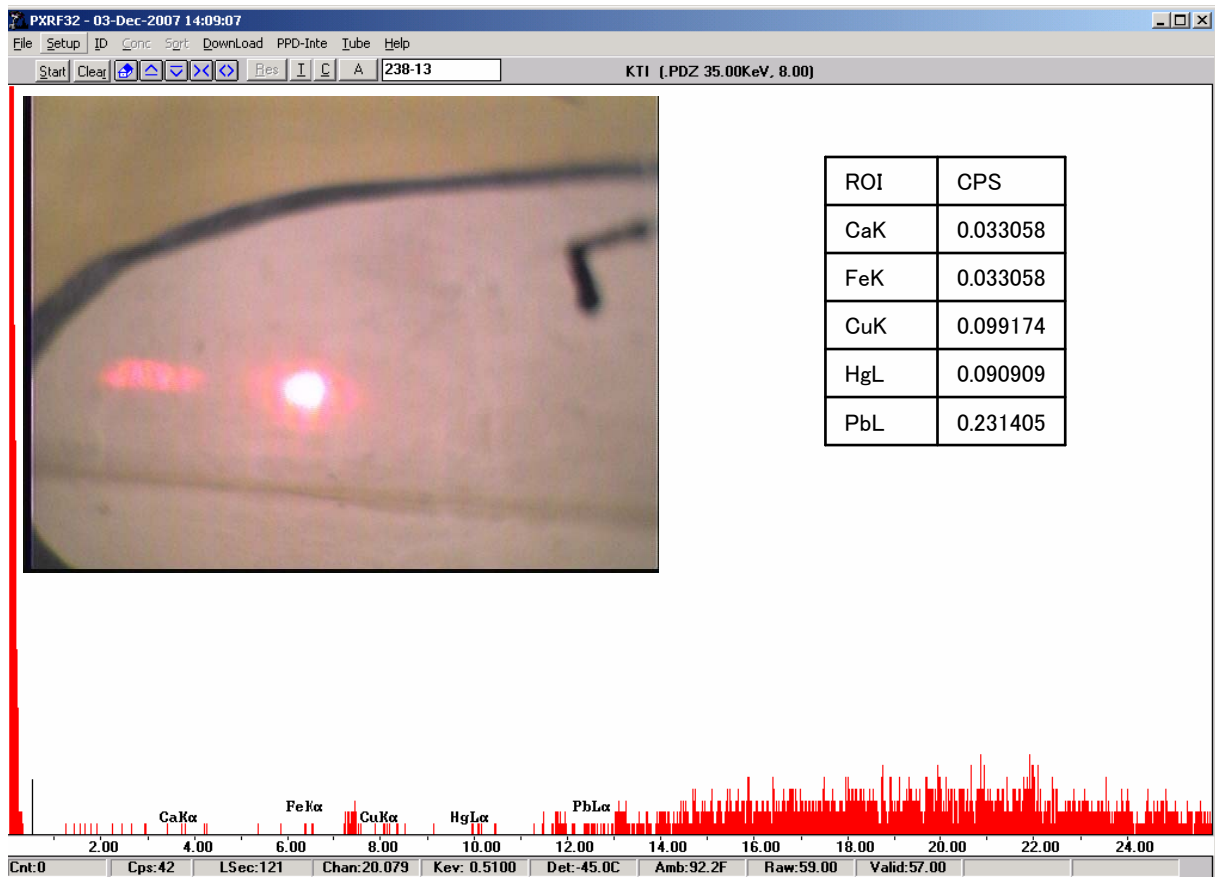 PXRF32 - 03-Dec-2007 14:09:07
File Setup ID Conc Sort DownLoad PPD-Inte Tube Help
Start Clear Res I C A 238-13 KTI (.PDZ 35.00KeV, 8.00)
ROI CPS
CaK 0.033058
FeK 0.033058
CuK 0.099174
HgL 0.090909
PbL 0.231405
CaKα FeKα CuKα HgLα PbLα
2.00 4.00 6.00 8.00 10.00 12.00 14.00 16.00 18.00 20.00 22.00 24.00
Cnt:0 Cps:42 LSec:121 Chan:20.079 Kev: 0.5100 Det:-45.0C Amb:92.2F Raw:59.00 Valid:57.00